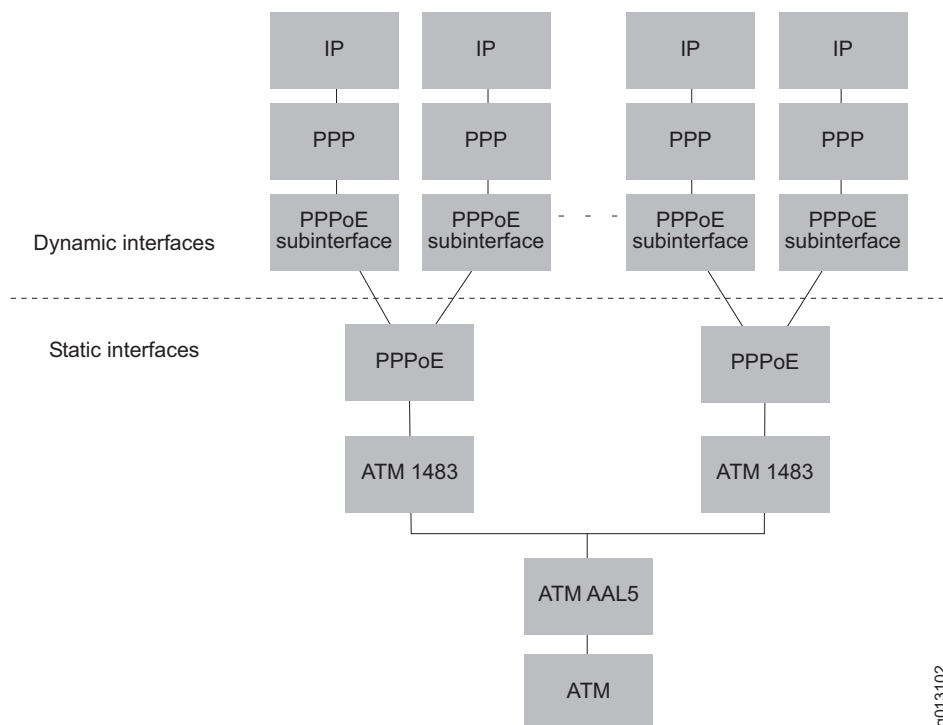 IP IP IP IP
PPP PPP PPP PPP
PPPoE subinterface
PPPoE subinterface
PPPoE subinterface
PPPoE subinterface
Dynamic interfaces
Static interfaces
PPPoE PPPoE
ATM 1483 ATM 1483
ATM AAL5
ATM
g013102